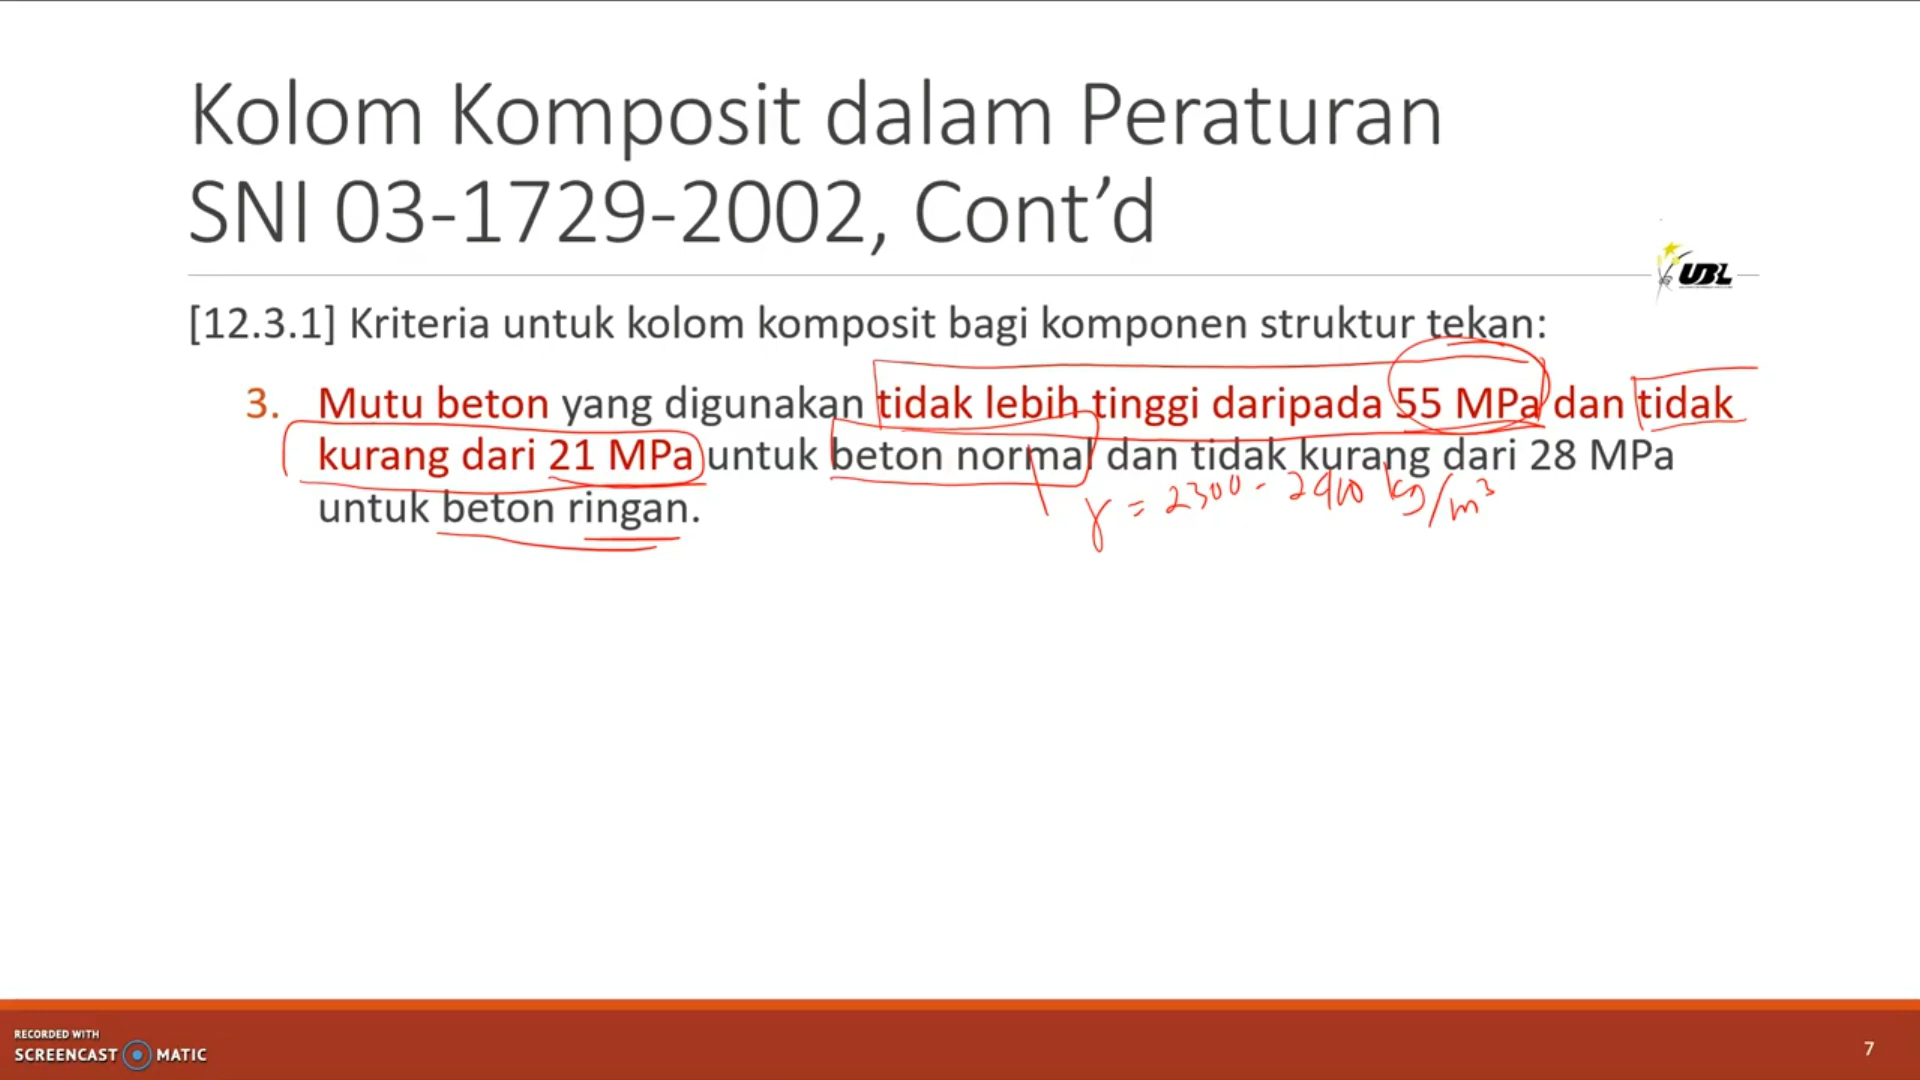 Kolom Komposit dalam Peraturan
SNI 03-1729-2002, Cont’d
UBL
[12.3.1] Kriteria untuk kolom komposit bagi komponen struktur tekan:
3. Mutu beton yang digunakan tidak lebih tinggi daripada 55 MPa dan tidak
kurang dari 21 MPa untuk beton normal dan tidak kurang dari 28 MPa
γ = 2300 - 2400 kg/m³
untuk beton ringan.
RECORDED WITH
SCREENCAST MATIC
7